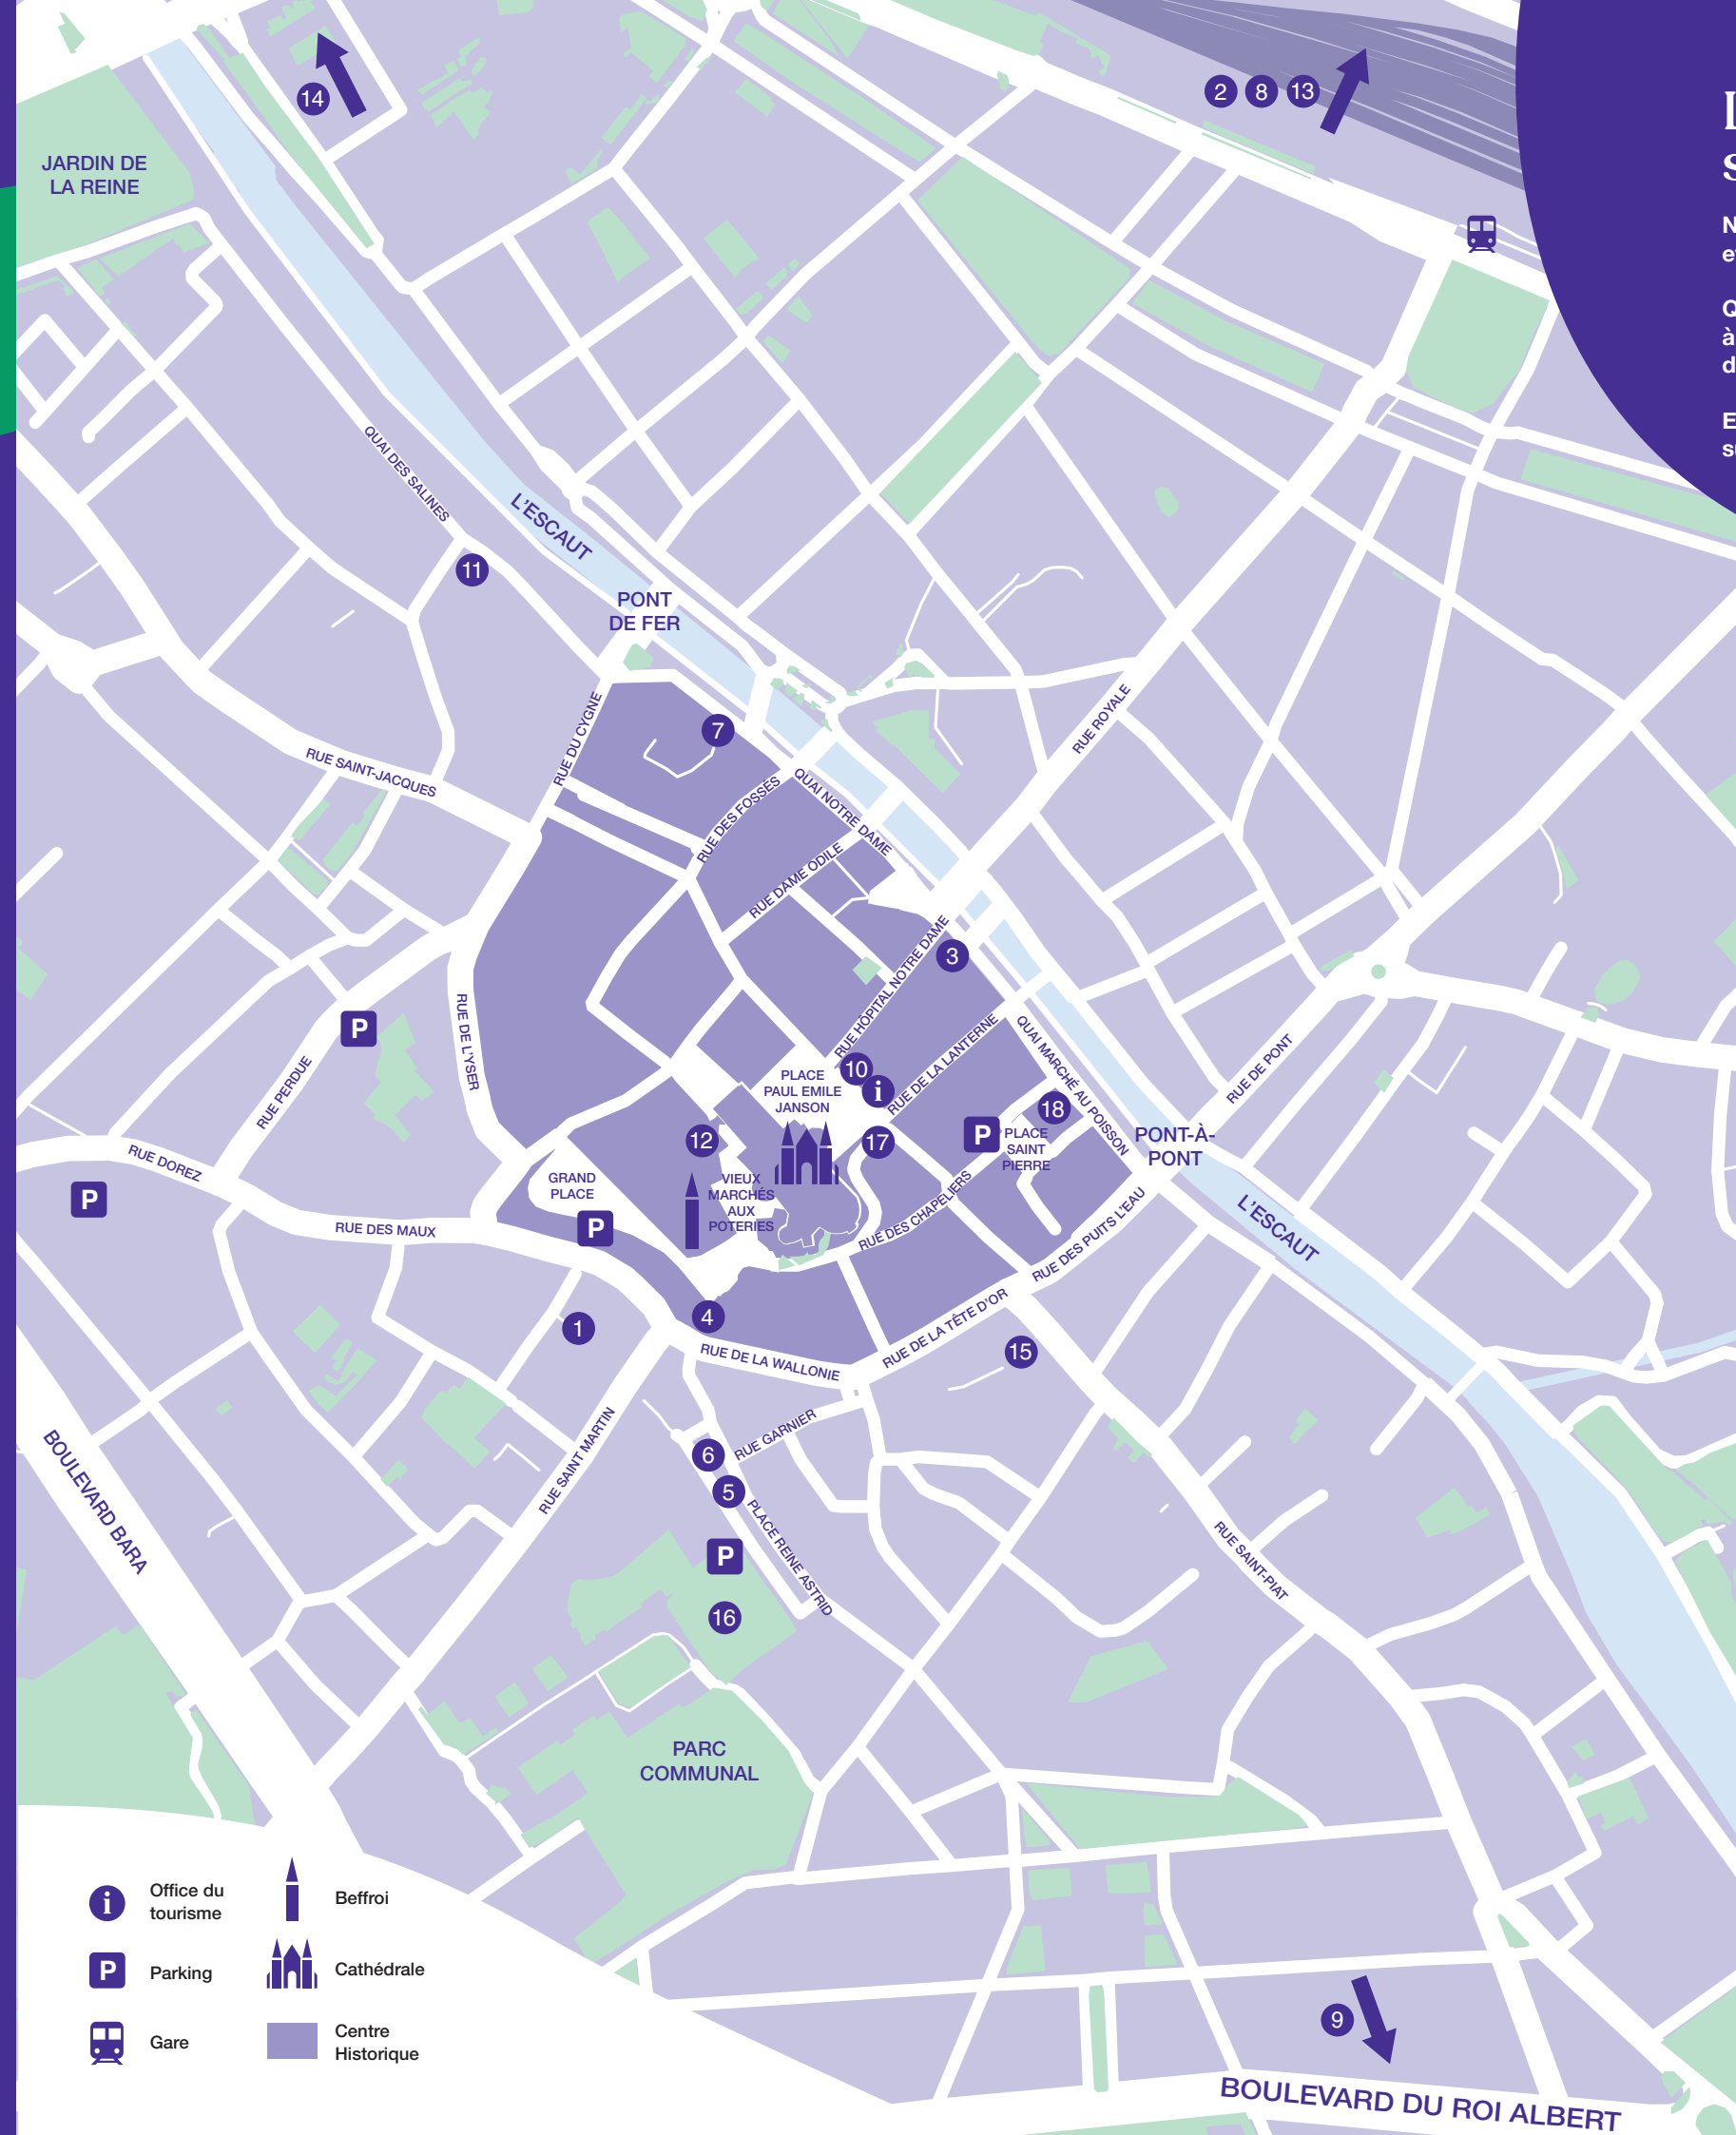 14
2 8 13
JARDIN DE
LA REINE
QUAI DES SALINES
L'ESCAUT
11
PONT
DE FER
7
RUE DU CYGNE
RUE ROYALE
RUE SAINT-JACQUES
RUE DES FOSSÉS
QUAI NOTRE DAME
RUE DAME ODILE
3
RUE HÔPITAL NOTRE DAME
RUE DE L'YSER
P
RUE PERDUE
RUE DE LA LANTERNE
QUAI MARCHÉ AU POISSON
RUE DE PONT
10
i
PLACE
PAUL EMILE
JANSON
18
P
PLACE
SAINT
PIERRE
PONT-À-
PONT
12
17
RUE DOREZ
P
GRAND
PLACE
VIEUX
MARCHÉS
AUX
POTERIES
P
RUE DES MAUX
RUE DES CHAPELIERS
RUE DES PUITS L'EAU
L'ESCAUT
1
4
RUE DE LA TÊTE D'OR
15
RUE DE LA WALLONIE
RUE GARNIER
6
5
RUE SAINT MARTIN
BOULEVARD BARA
PLACE REINE ASTRID
P
16
RUE SAINT-PIAT
PARC
COMMUNAL
i
Office du
tourisme
Beffroi
P
Parking
Cathédrale
Gare
Centre
Historique
9
BOULEVARD DU ROI ALBERT